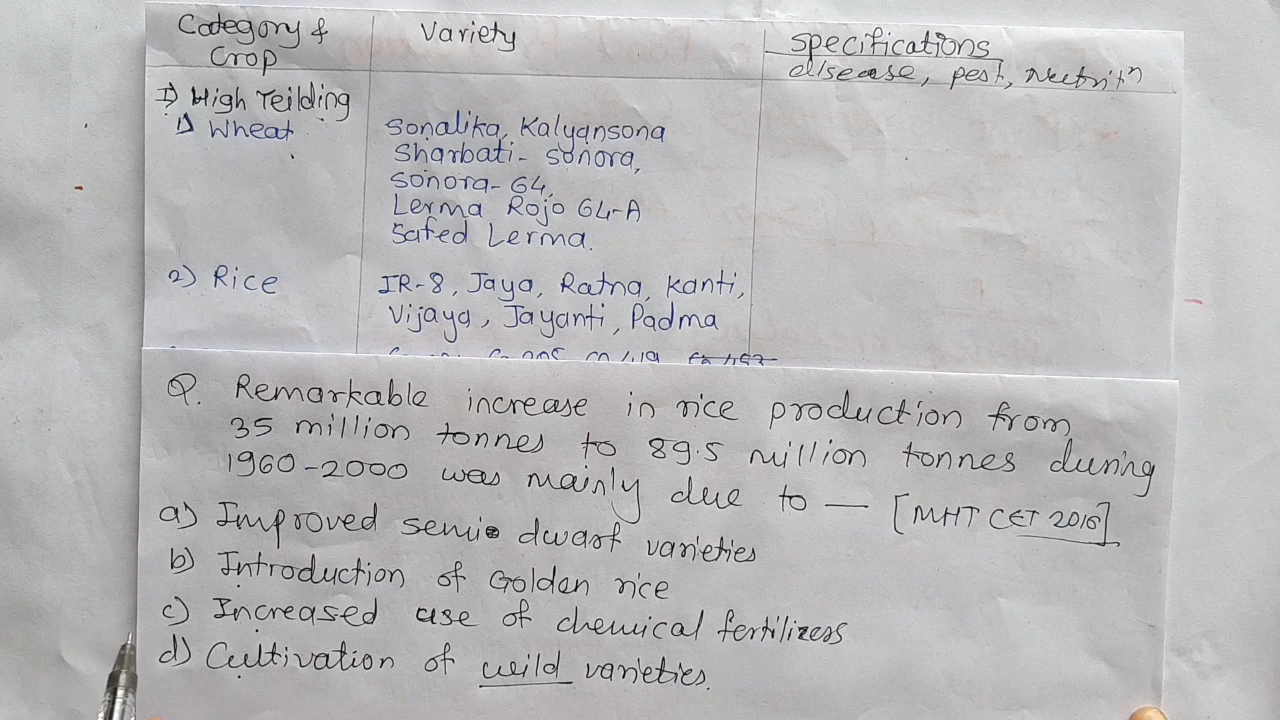 Category & Variety Specifications
Crop disease, pest, Nutritn
I) High Yeilding
1) Wheat Sonalika, Kalyansona
Sharbati - sonora,
Sonora - 64,
Lerma Rojo 64-A
Safed Lerma.
2) Rice IR-8, Jaya, Ratna, Kanti,
Vijaya, Jayanti, Padma
Q. Remarkable increase in rice production from
35 million tonnes to 89.5 million tonnes during
1960-2000 was mainly due to — [MHT CET 2016]
a) Improved semi dwarf varieties
b) Introduction of Golden rice
c) Increased use of chemical fertilizers
d) Cultivation of wild varieties.